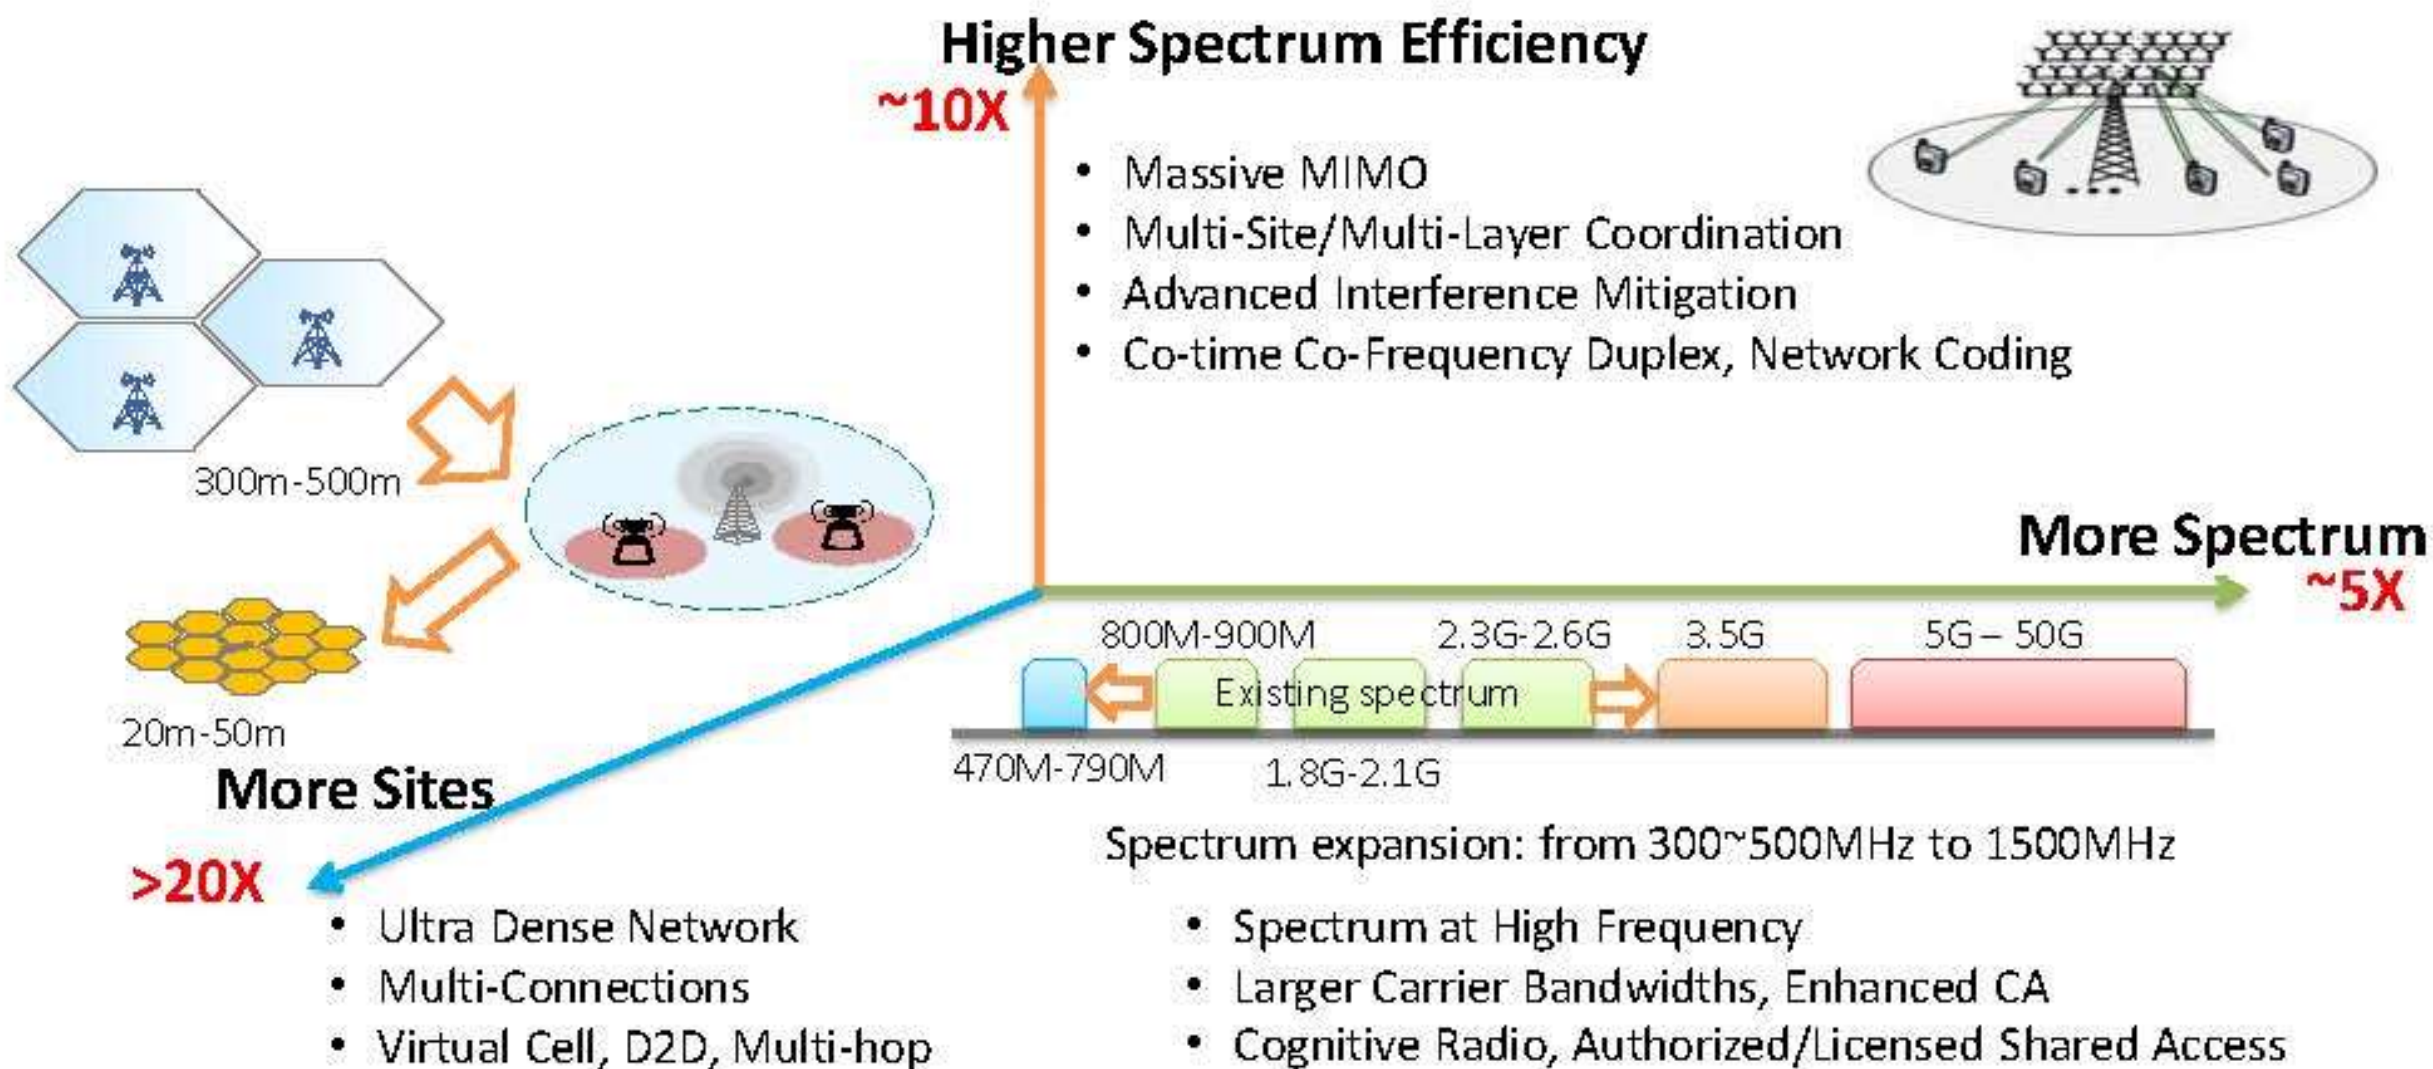 Higher Spectrum Efficiency
~10X
• Massive MIMO
• Multi-Site/Multi-Layer Coordination
• Advanced Interference Mitigation
• Co-time Co-Frequency Duplex, Network Coding
300m-500m
20m-50m
More Sites
>20X
• Ultra Dense Network
• Multi-Connections
• Virtual Cell, D2D, Multi-hop
More Spectrum
~5X
800M-900M 2.3G-2.6G 3.5G 5G – 50G
Existing spectrum
470M-790M 1.8G-2.1G
Spectrum expansion: from 300~500MHz to 1500MHz
• Spectrum at High Frequency
• Larger Carrier Bandwidths, Enhanced CA
• Cognitive Radio, Authorized/Licensed Shared Access